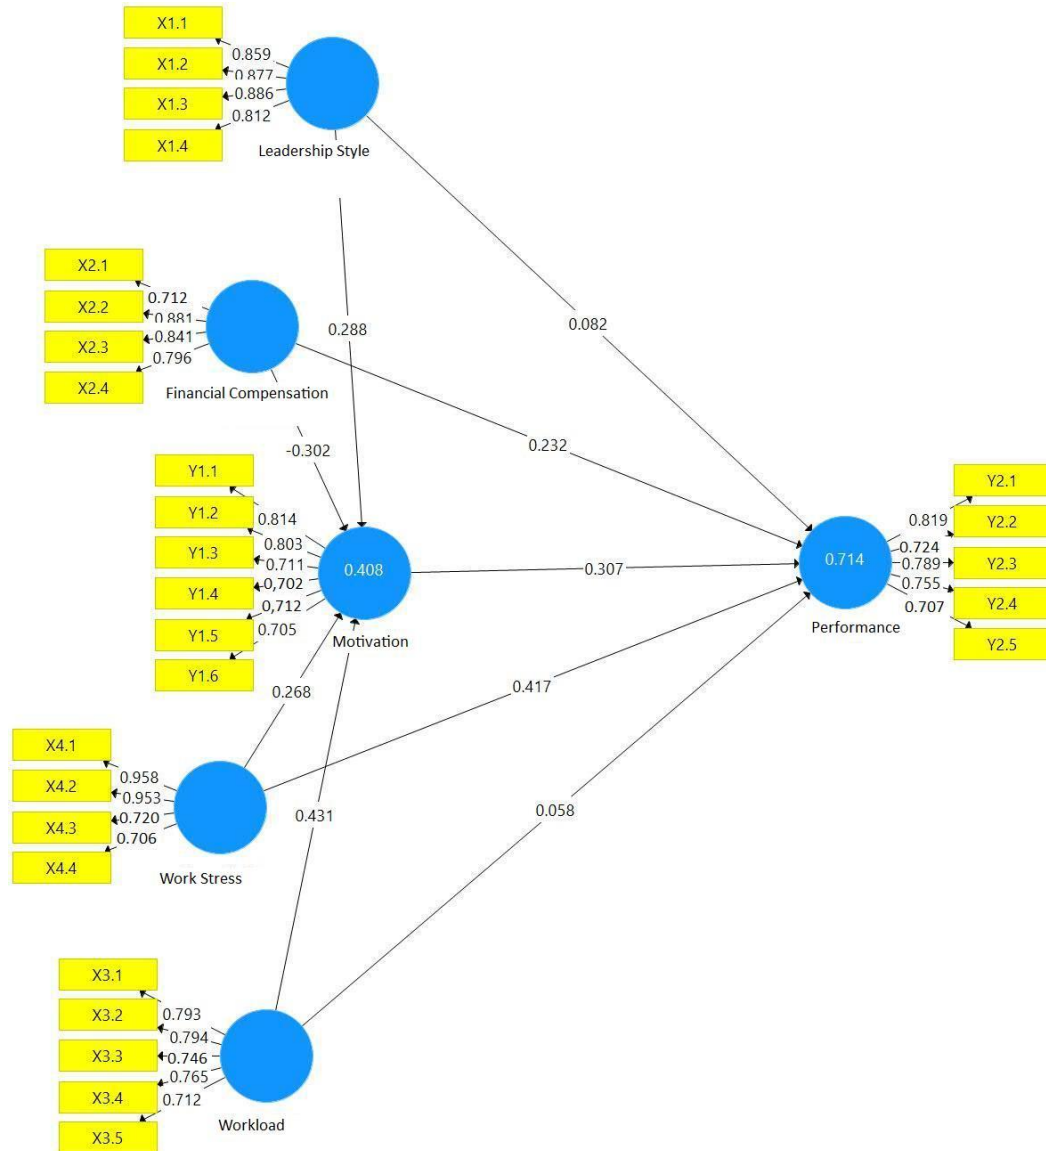 X1.1
X1.2
X1.3
X1.4
0.859
0.877
0.886
0.812
Leadership Style
X2.1
X2.2
X2.3
X2.4
0.712
0.881
0.841
0.796
Financial Compensation
0.288
0.082
-0.302
0.232
Y1.1
Y1.2
Y1.3
Y1.4
Y1.5
Y1.6
0.814
0.803
0.711
0,702
0,712
0.705
0.408
Motivation
0.307
0.714
Performance
0.819
0.724
0.789
0.755
0.707
Y2.1
Y2.2
Y2.3
Y2.4
Y2.5
0.268
0.417
X4.1
X4.2
X4.3
X4.4
0.958
0.953
0.720
0.706
Work Stress
0.431
0.058
X3.1
X3.2
X3.3
X3.4
X3.5
0.793
0.794
0.746
0.765
0.712
Workload